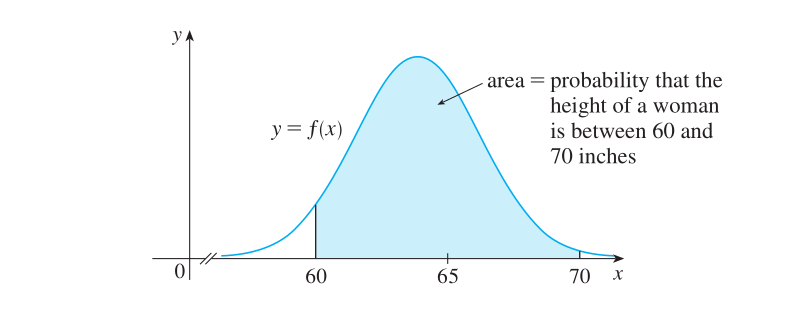 y
area = probability that the
height of a woman
is between 60 and
70 inches
y = f(x)
0
60
65
70
x